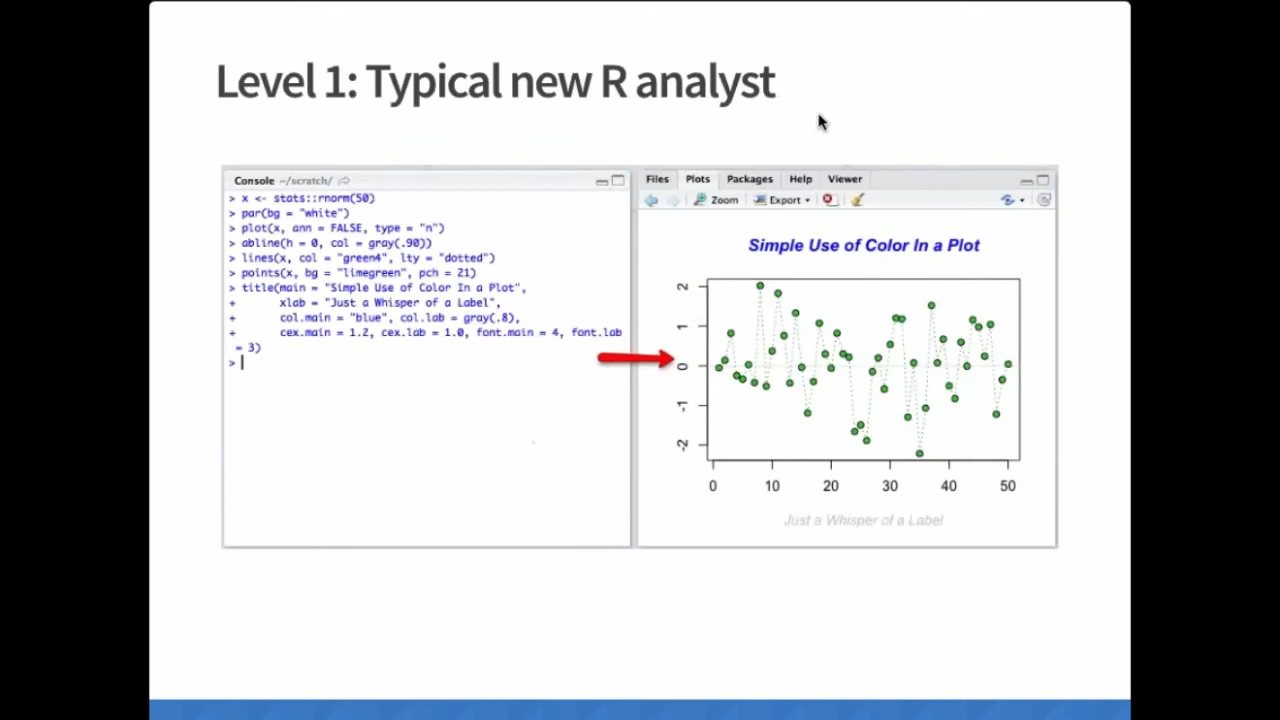 Level 1: Typical new R analyst
Console ~/scratch/
> x <- stats::rnorm(50)
> par(bg = "white")
> plot(x, ann = FALSE, type = "n")
> abline(h = 0, col = gray(.90))
> lines(x, col = "green4", lty = "dotted")
> points(x, bg = "limegreen", pch = 21)
> title(main = "Simple Use of Color In a Plot",
+       xlab = "Just a Whisper of a Label",
+       col.main = "blue", col.lab = gray(.8),
+       cex.main = 1.2, cex.lab = 1.0, font.main = 4, font.lab
 = 3)
>
Files Plots Packages Help Viewer
Zoom Export
Simple Use of Color In a Plot
2
1
0
-1
-2
0 10 20 30 40 50
Just a Whisper of a Label